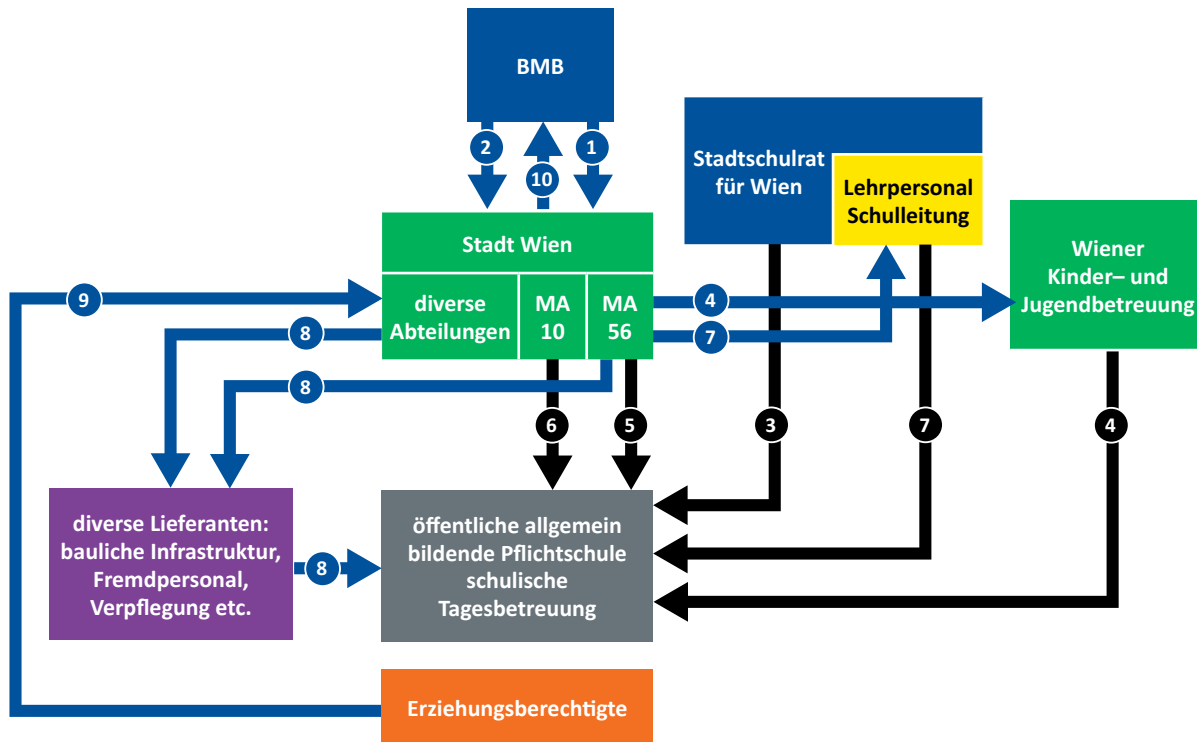 BMB
2
10
1
Stadtschulrat
für Wien
Lehrpersonal
Schulleitung
Stadt Wien
diverse
Abteilungen
MA
10
MA
56
Wiener
Kinder– und
Jugendbetreuung
9
4
8
7
8
6
5
3
7
4
diverse Lieferanten:
bauliche Infrastruktur,
Fremdpersonal,
Verpflegung etc.
8
öffentliche allgemein
bildende Pflichtschule
schulische
Tagesbetreuung
Erziehungsberechtigte